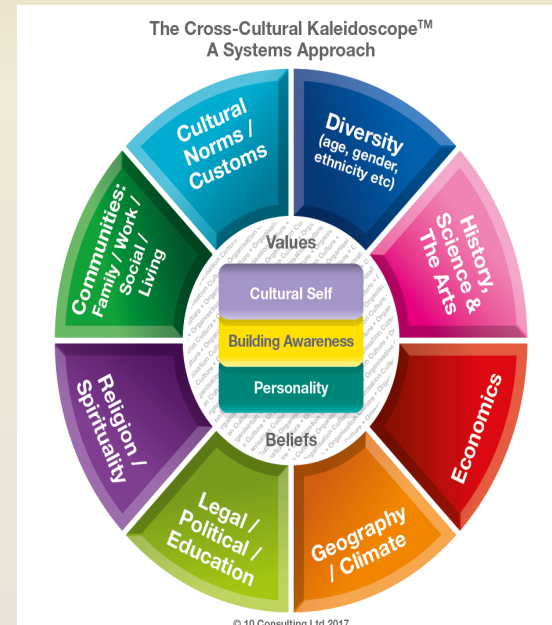 The Cross-Cultural Kaleidoscope™
A Systems Approach
Diversity
(age, gender,
ethnicity etc)
History,
Science &
The Arts
Economics
Geography
/ Climate
Legal /
Political /
Education
Religion /
Spirituality
Communities:
Family / Work /
Social /
Living
Cultural
Norms /
Customs
Values
Cultural Self
Building Awareness
Personality
Beliefs
© 10 Consulting Ltd 2017